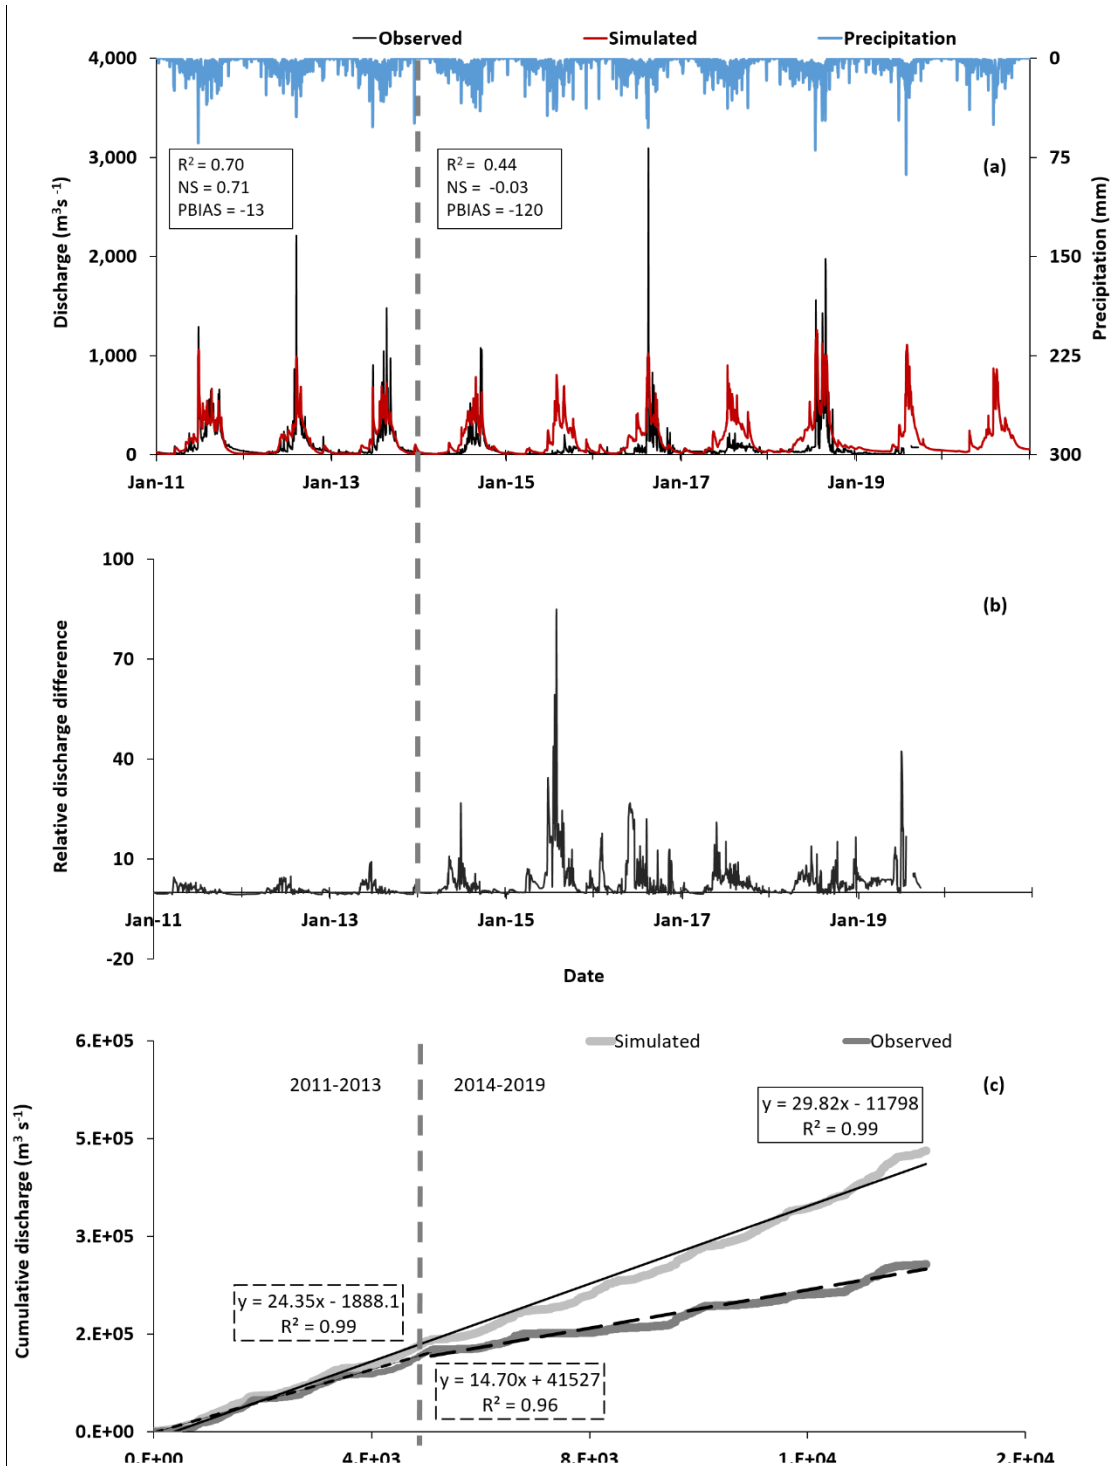 Observed Simulated Precipitation
4,000 0
(a)
R² = 0.70
NS = 0.71
PBIAS = -13
R² = 0.44
NS = -0.03
PBIAS = -120
3,000 75
Discharge (m³s⁻¹)
Precipitation (mm)
2,000 150
1,000 225
0 300
Jan-11 Jan-13 Jan-15 Jan-17 Jan-19
100
(b)
70
Relative discharge difference
40
10
Jan-11 Jan-13 Jan-15 Jan-17 Jan-19
-20
Date
6.E+05
Simulated Observed
2011-2013 2014-2019 (c)
y = 29.82x - 11798
R² = 0.99
5.E+05
Cumulative discharge (m³ s⁻¹)
3.E+05
y = 24.35x - 1888.1
R² = 0.99
2.E+05
y = 14.70x + 41527
R² = 0.96
0.E+00
0.E+00 4.E+03 8.E+03 1.E+04 2.E+04